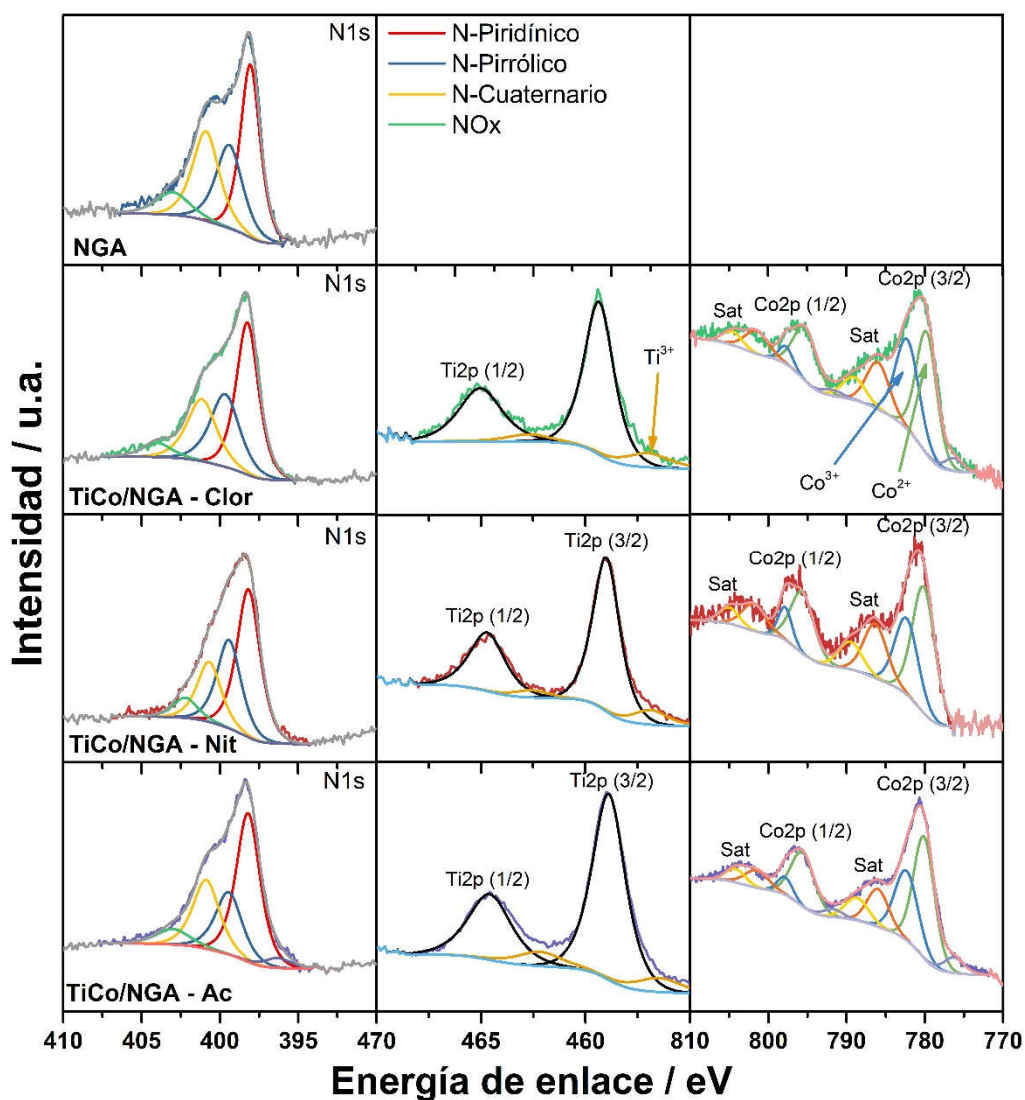 N1s
N-Piridínico
N-Pirrólico
N-Cuaternario
NOx
NGA
N1s
Ti2p (1/2)
Ti³⁺
Co2p (3/2)
Sat
Co2p (1/2)
Sat
Co³⁺
Co²⁺
TiCo/NGA - Clor
N1s
Ti2p (3/2)
Ti2p (1/2)
Co2p (3/2)
Co2p (1/2)
Sat
Sat
TiCo/NGA - Nit
N1s
Ti2p (3/2)
Ti2p (1/2)
Co2p (3/2)
Co2p (1/2)
Sat
Sat
TiCo/NGA - Ac
410 405 400 395 470 465 460 810 800 790 780 770
Energía de enlace / eV
Intensidad / u.a.